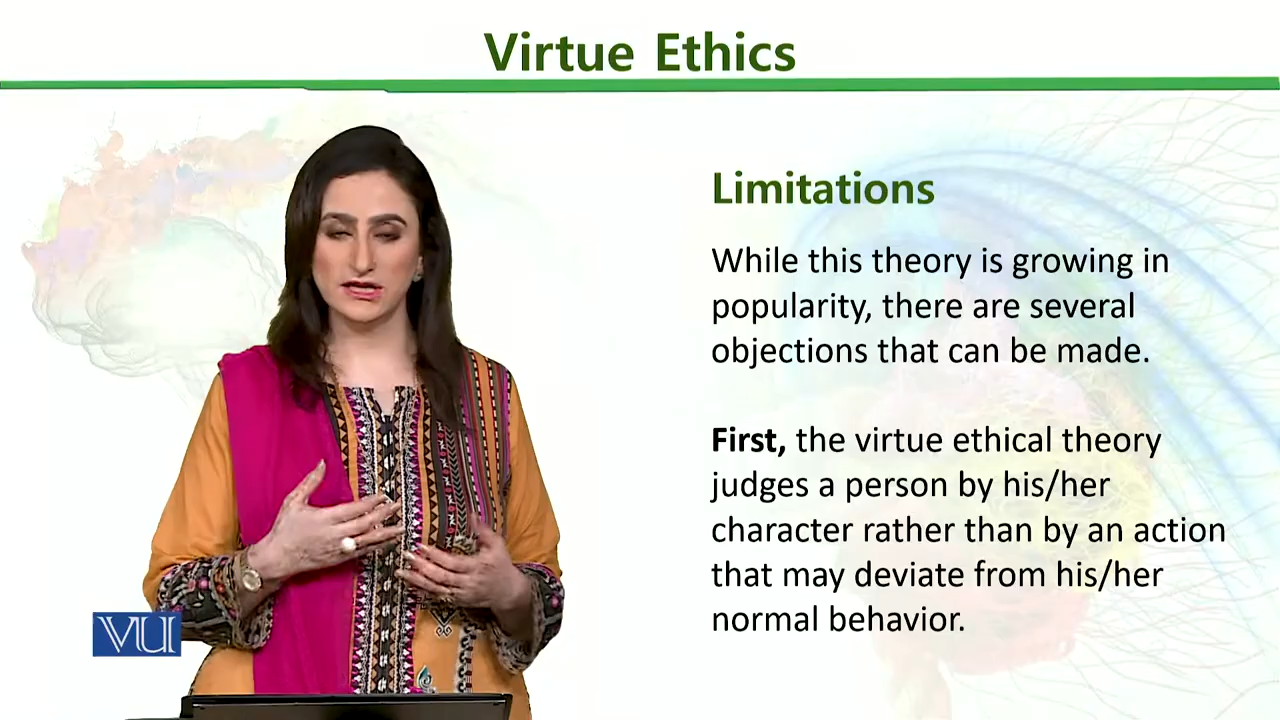 Virtue Ethics
Limitations
While this theory is growing in
popularity, there are several
objections that can be made.
First, the virtue ethical theory
judges a person by his/her
character rather than by an action
that may deviate from his/her
normal behavior.
VU